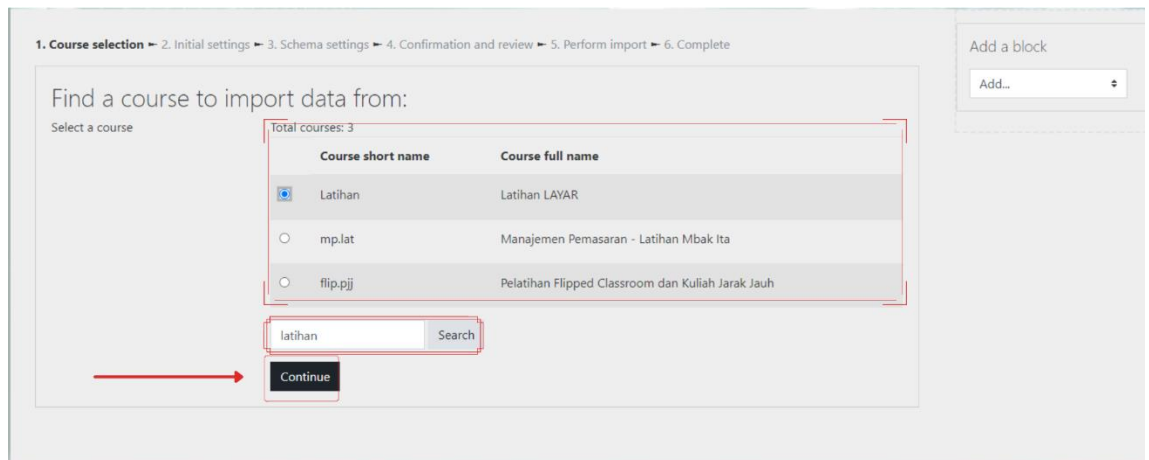 1. Course selection ► 2. Initial settings ► 3. Schema settings ► 4. Confirmation and review ► 5. Perform import ► 6. Complete
Add a block
Add...
Find a course to import data from:
Select a course
Total courses: 3
Course short name Course full name
Latihan Latihan LAYAR
mp.lat Manajemen Pemasaran - Latihan Mbak Ita
flip.pjj Pelatihan Flipped Classroom dan Kuliah Jarak Jauh
latihan Search
Continue